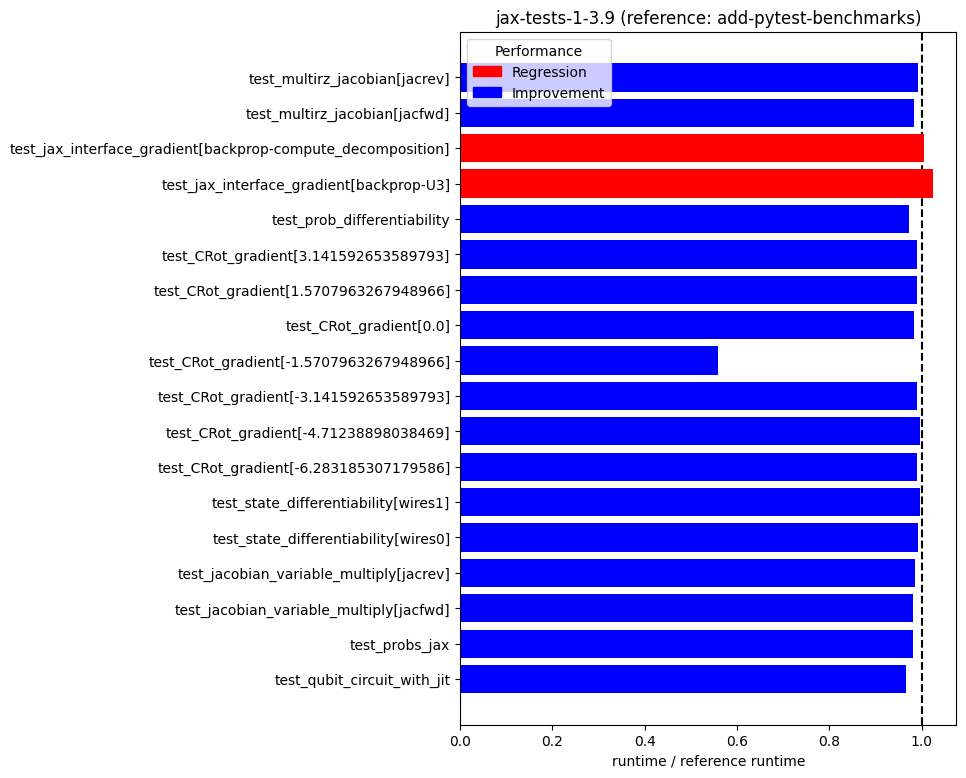 jax-tests-1-3.9 (reference: add-pytest-benchmarks)
Performance
Regression
Improvement
test_multirz_jacobian[jacrev]
test_multirz_jacobian[jacfwd]
test_jax_interface_gradient[backprop-compute_decomposition]
test_jax_interface_gradient[backprop-U3]
test_prob_differentiability
test_CRot_gradient[3.141592653589793]
test_CRot_gradient[1.5707963267948966]
test_CRot_gradient[0.0]
test_CRot_gradient[-1.5707963267948966]
test_CRot_gradient[-3.141592653589793]
test_CRot_gradient[-4.71238898038469]
test_CRot_gradient[-6.283185307179586]
test_state_differentiability[wires1]
test_state_differentiability[wires0]
test_jacobian_variable_multiply[jacrev]
test_jacobian_variable_multiply[jacfwd]
test_probs_jax
test_qubit_circuit_with_jit
0.0 0.2 0.4 0.6 0.8 1.0
runtime / reference runtime